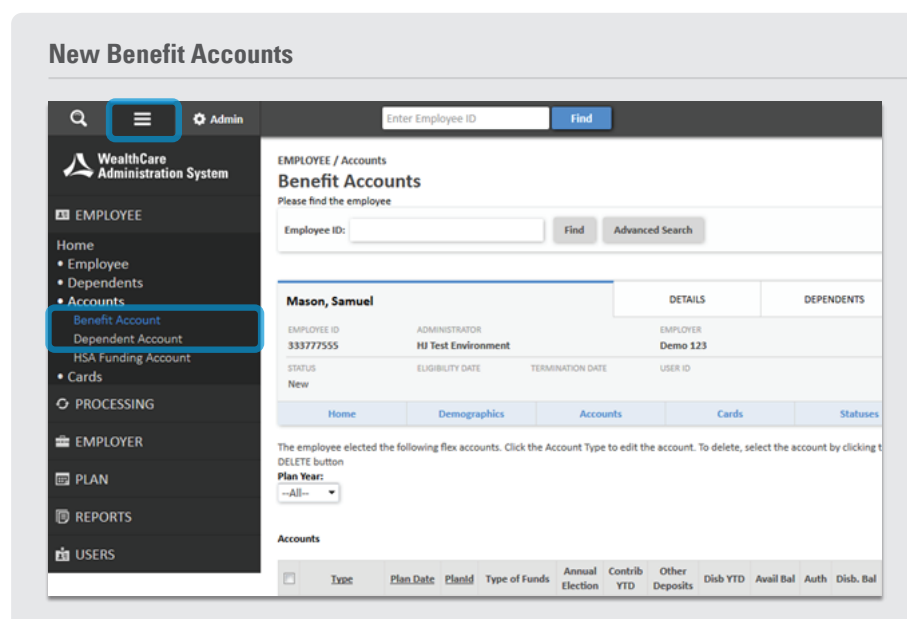 New Benefit Accounts
Admin
Enter Employee ID
Find
WealthCare
Administration System
EMPLOYEE
Home
• Employee
• Dependents
• Accounts
Benefit Account
Dependent Account
HSA Funding Account
• Cards
PROCESSING
EMPLOYER
PLAN
REPORTS
USERS
EMPLOYEE / Accounts
Benefit Accounts
Please find the employee
Employee ID:
Find
Advanced Search
Mason, Samuel
DETAILS
DEPENDENTS
EMPLOYEE ID
ADMINISTRATOR
EMPLOYER
333777555
HJ Test Environment
Demo 123
STATUS
ELIGIBILITY DATE
TERMINATION DATE
USER ID
New
Home
Demographics
Accounts
Cards
Statuses
The employee elected the following flex accounts. Click the Account Type to edit the account. To delete, select the account by clicking t
DELETE button
Plan Year:
--All--
Accounts
Type
Plan Date
PlanId
Type of Funds
Annual Election
Contrib YTD
Other Deposits
Disb YTD
Avail Bal
Auth
Disb. Bal